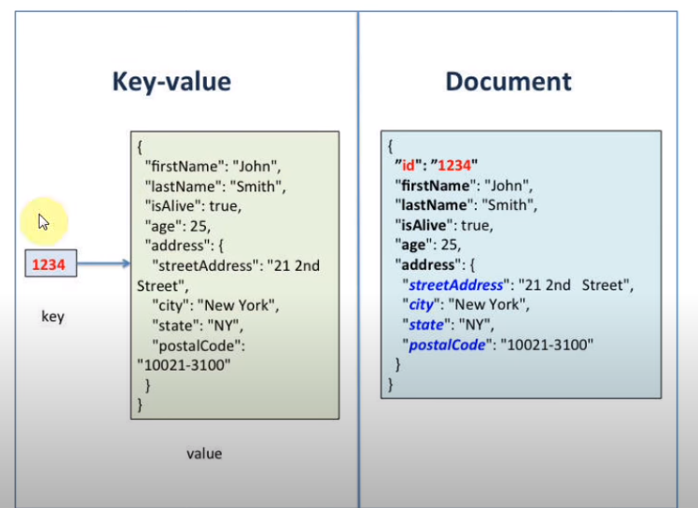 Key-value
{
"firstName": "John",
"lastName": "Smith",
"isAlive": true,
"age": 25,
"address": {
"streetAddress": "21 2nd
Street",
"city": "New York",
"state": "NY",
"postalCode":
"10021-3100"
}
}
1234
key
value
Document
{
"id": "1234"
"firstName": "John",
"lastName": "Smith",
"isAlive": true,
"age": 25,
"address": {
"streetAddress": "21 2nd Street",
"city": "New York",
"state": "NY",
"postalCode": "10021-3100"
}
}